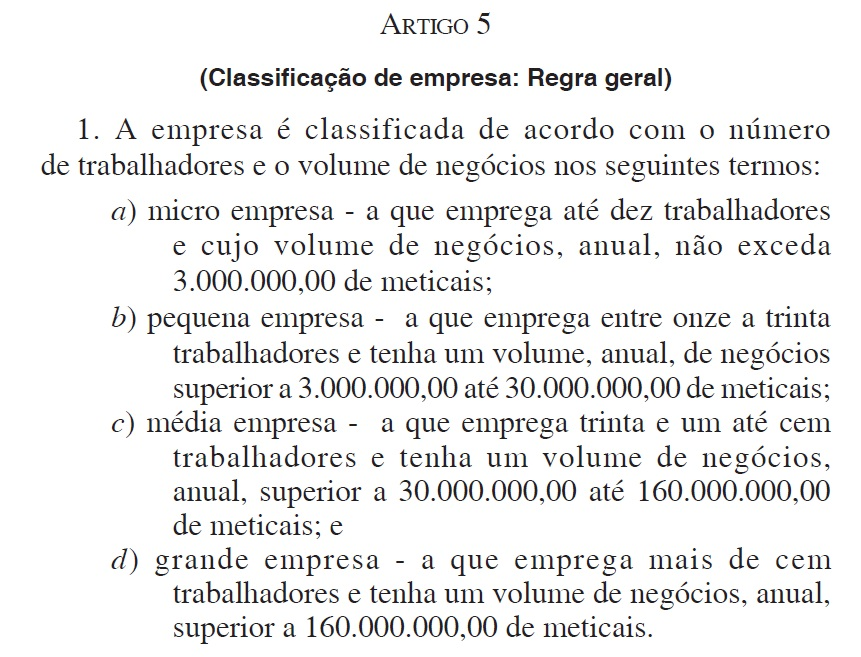 ARTIGO 5
(Classificação de empresa: Regra geral)
1. A empresa é classificada de acordo com o número
de trabalhadores e o volume de negócios nos seguintes termos:
a) micro empresa - a que emprega até dez trabalhadores
e cujo volume de negócios, anual, não exceda
3.000.000,00 de meticais;
b) pequena empresa - a que emprega entre onze a trinta
trabalhadores e tenha um volume, anual, de negócios
superior a 3.000.000,00 até 30.000.000,00 de meticais;
c) média empresa - a que emprega trinta e um até cem
trabalhadores e tenha um volume de negócios,
anual, superior a 30.000.000,00 até 160.000.000,00
de meticais; e
d) grande empresa - a que emprega mais de cem
trabalhadores e tenha um volume de negócios, anual,
superior a 160.000.000,00 de meticais.